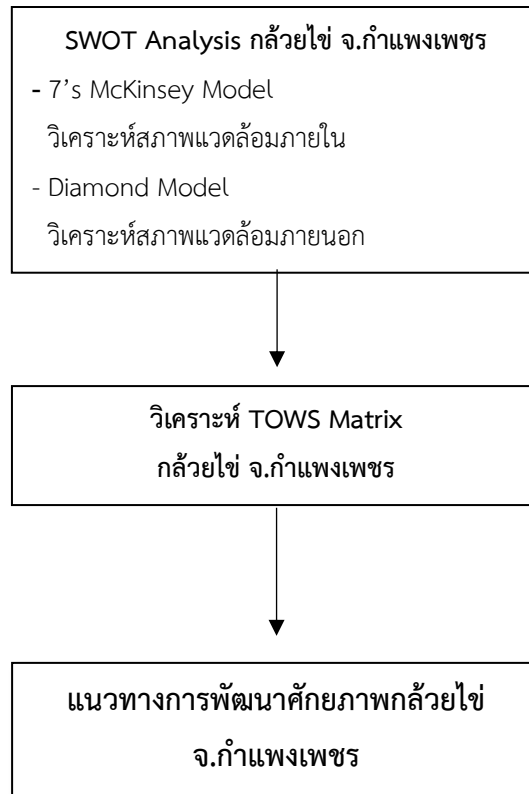 SWOT Analysis กล้วยไข่ จ.กำแพงเพชร
- 7's McKinsey Model
วิเคราะห์สภาพแวดล้อมภายใน
- Diamond Model
วิเคราะห์สภาพแวดล้อมภายนอก
วิเคราะห์ TOWS Matrix
กล้วยไข่ จ.กำแพงเพชร
แนวทางการพัฒนาศักยภาพกล้วยไข่
จ.กำแพงเพชร